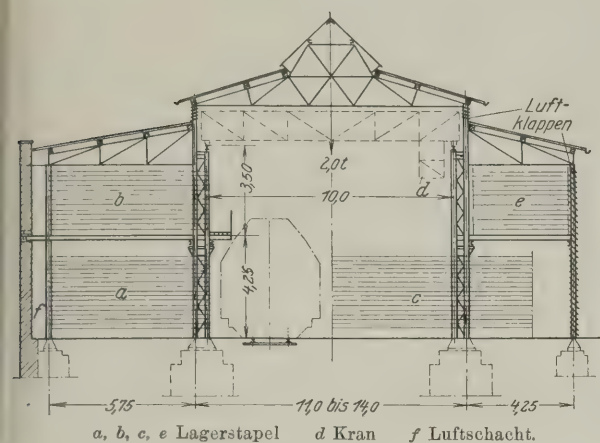 Luft-
klappen
2,0t
3,50
10,0
d
b
e
4,25
a
c
f
5,75
11,0 bis 14,0
4,25
a, b, c, e Lagerstapel d Kran f Luftschacht.